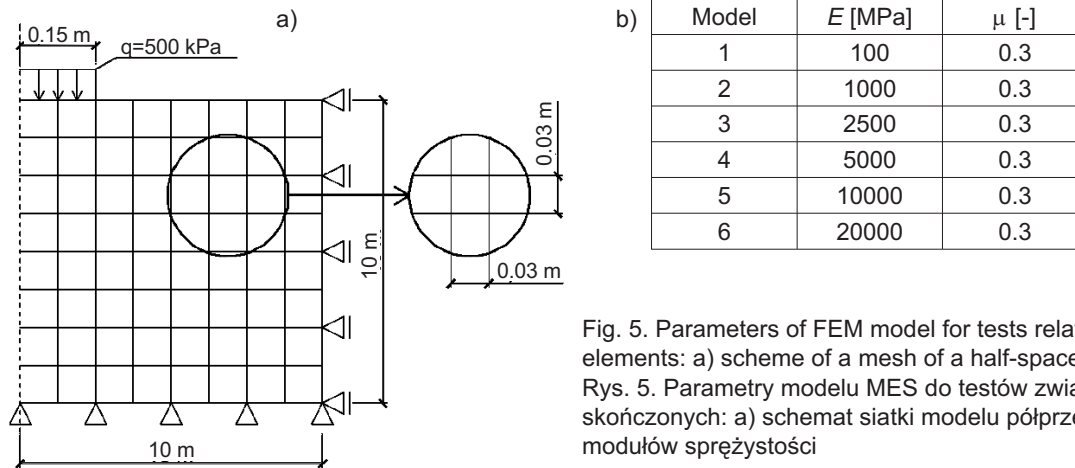 a)
0.15 m
q=500 kPa
0.03 m
10 m
0.03 m
10 m
b)
Model E [MPa] μ [-]
1 100 0.3
2 1000 0.3
3 2500 0.3
4 5000 0.3
5 10000 0.3
6 20000 0.3
Fig. 5. Parameters of FEM model for tests rela
elements: a) scheme of a mesh of a half-space
Rys. 5. Parametry modelu MES do testów zwią
skończonych: a) schemat siatki modelu półprze
modułów sprężystości